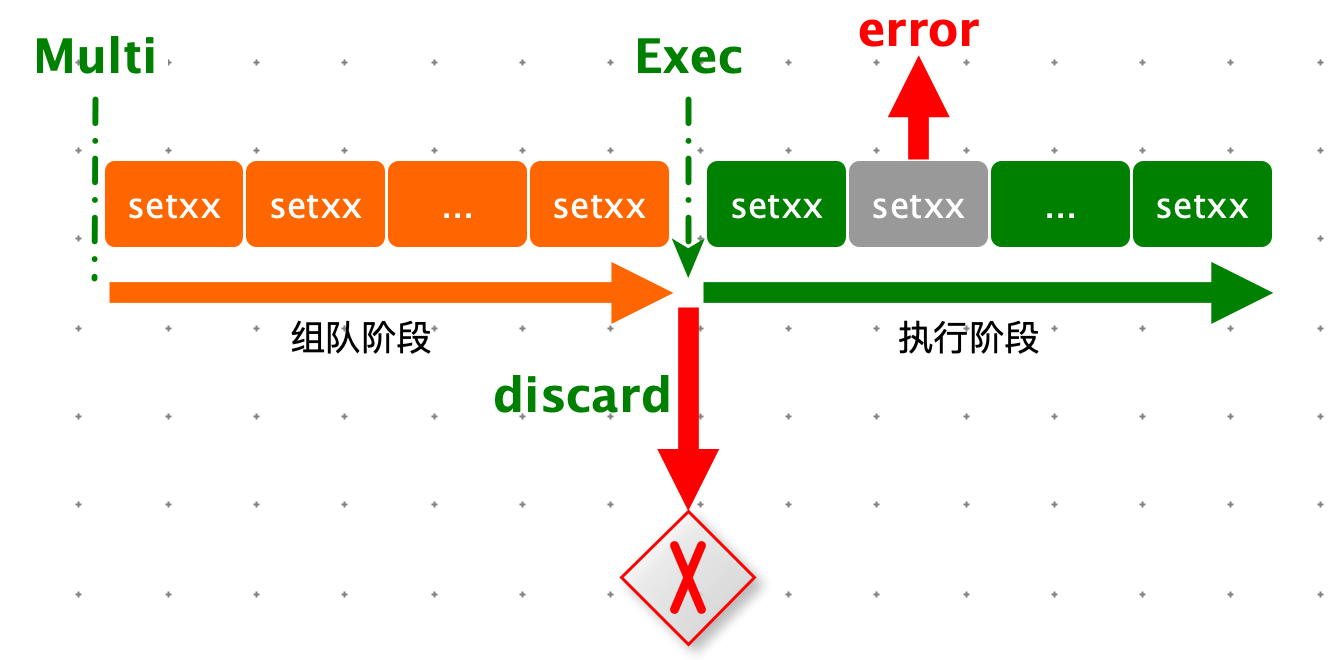 Multi
Exec
error
setxx
setxx
...
setxx
setxx
setxx
...
setxx
组队阶段
执行阶段
discard
X